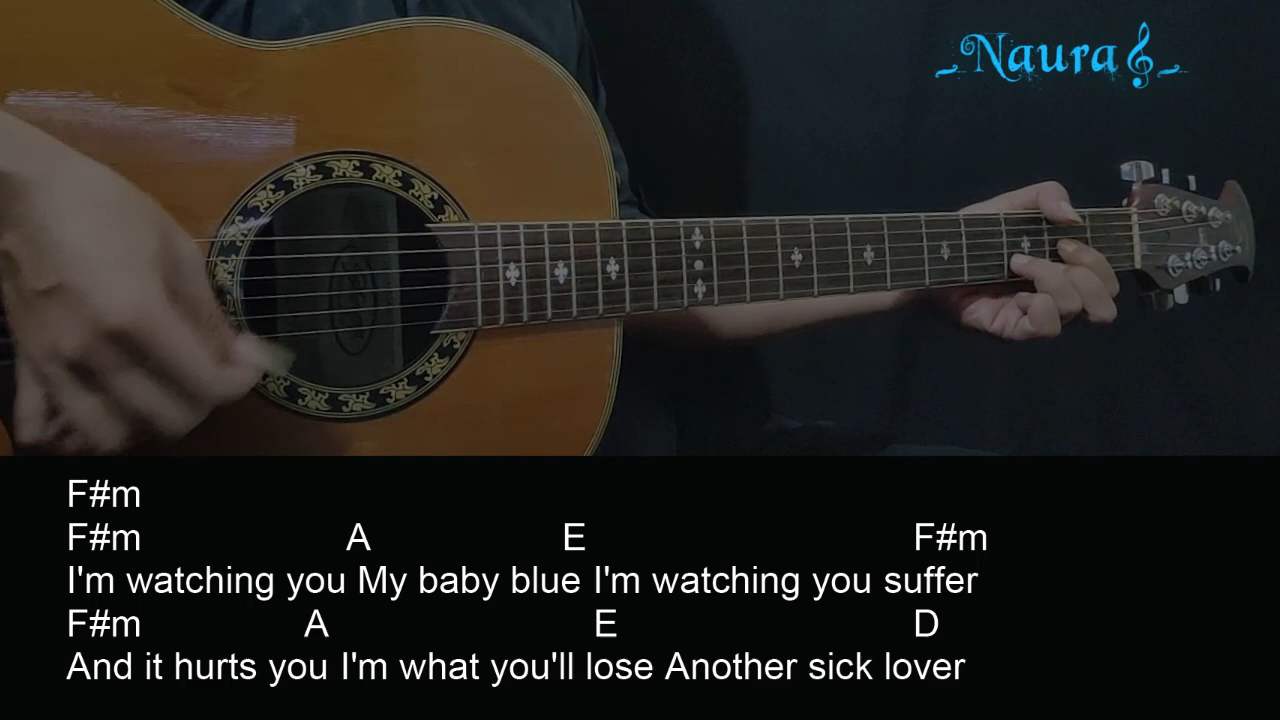 Naura
F#m
F#m A E F#m
I'm watching you My baby blue I'm watching you suffer
F#m A E D
And it hurts you I'm what you'll lose Another sick lover